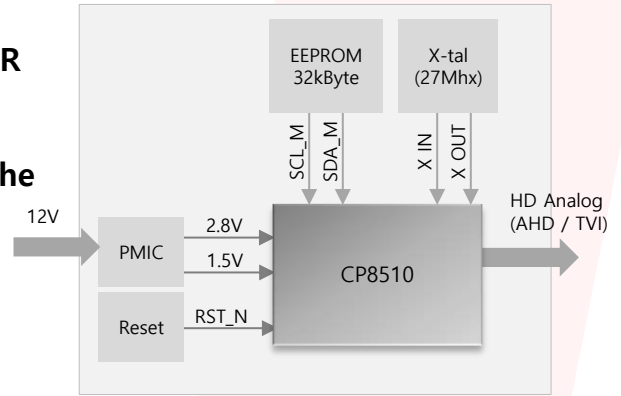 R
he
EEPROM
32kByte
X-tal
(27Mhx)
SCL_M
SDA_M
X IN
X OUT
12V
PMIC
2.8V
1.5V
Reset
RST_N
CP8510
HD Analog
(AHD / TVI)